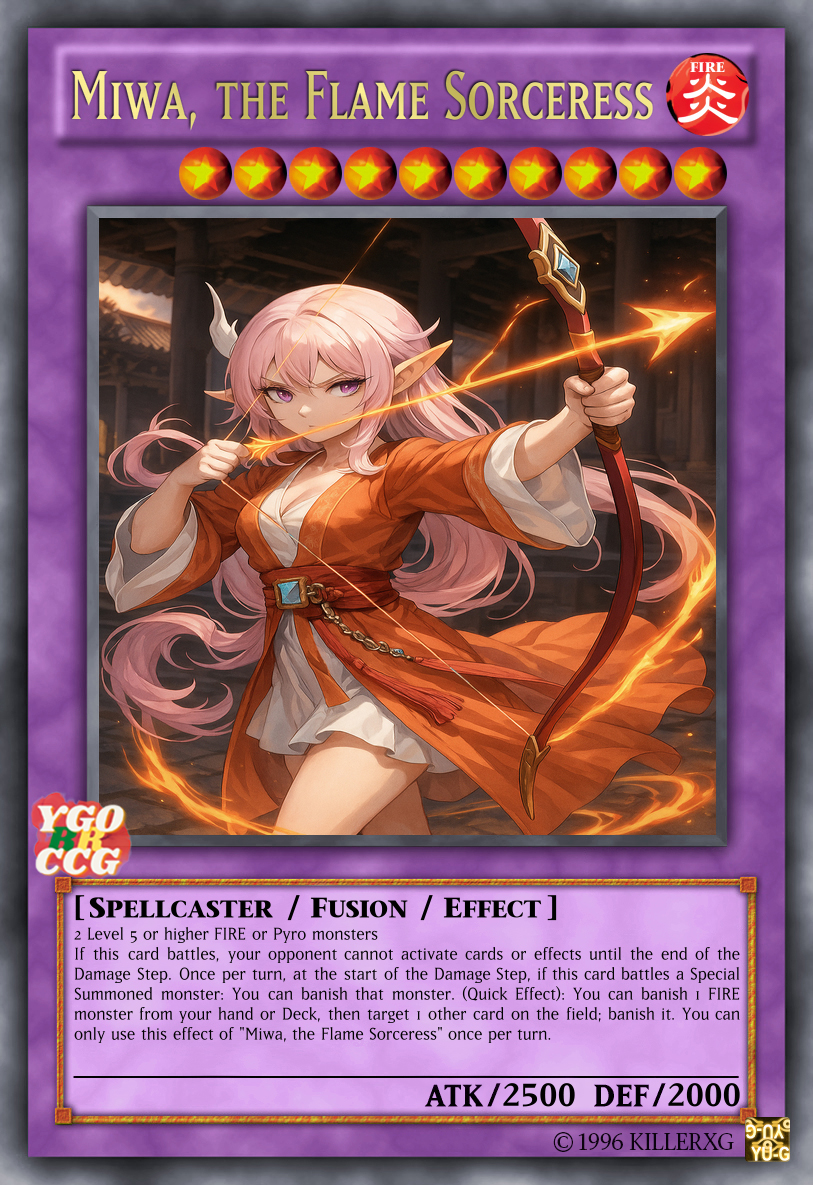 Miwa, the Flame Sorceress
FIRE
炎
YGO
BR
CCG
[ Spellcaster / Fusion / Effect ]
2 Level 5 or higher FIRE or Pyro monsters
If this card battles, your opponent cannot activate cards or effects until the end of the
Damage Step. Once per turn, at the start of the Damage Step, if this card battles a Special
Summoned monster: You can banish that monster. (Quick Effect): You can banish 1 FIRE
monster from your hand or Deck, then target 1 other card on the field; banish it. You can
only use this effect of "Miwa, the Flame Sorceress" once per turn.
ATK/2500 DEF/2000
© 1996 KILLERXG